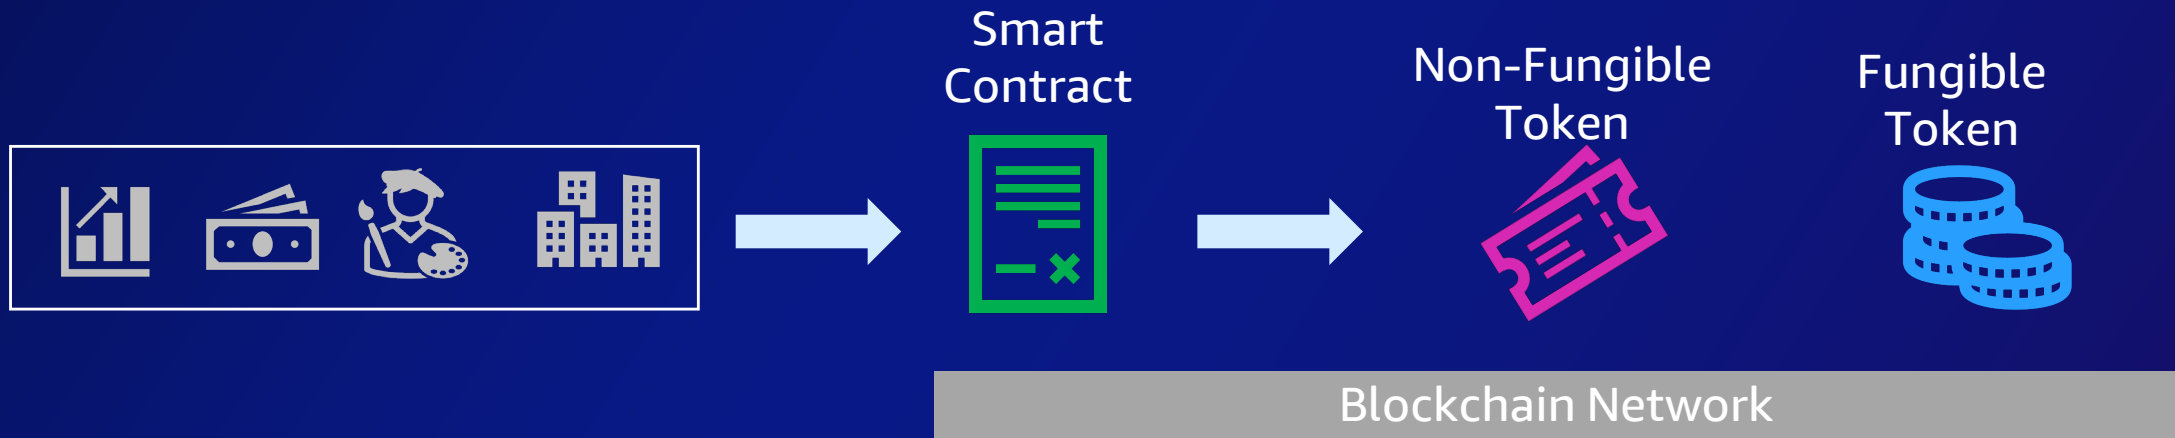 Smart
Contract
Non-Fungible
Token
Fungible
Token
Blockchain Network